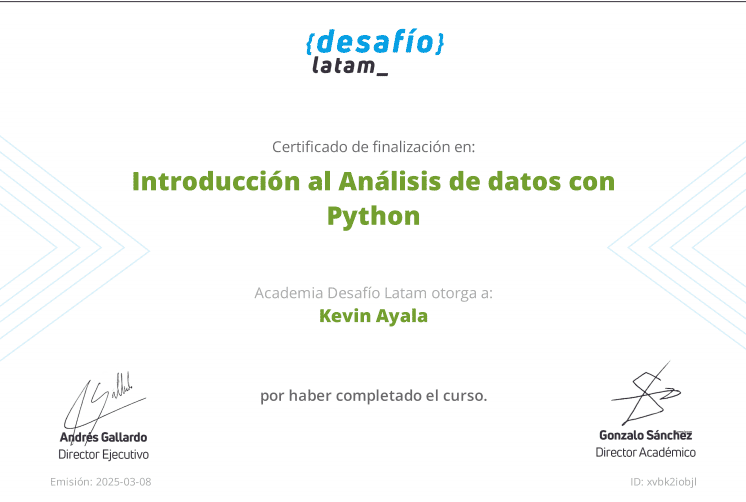 {desafío}
latam_
Certificado de finalización en:
Introducción al Análisis de datos con
Python
Academia Desafío Latam otorga a:
Kevin Ayala
por haber completado el curso.
Andrés Gallardo
Director Ejecutivo
Gonzalo Sánchez
Director Académico
Emisión: 2025-03-08
ID: xvbk2iobjl